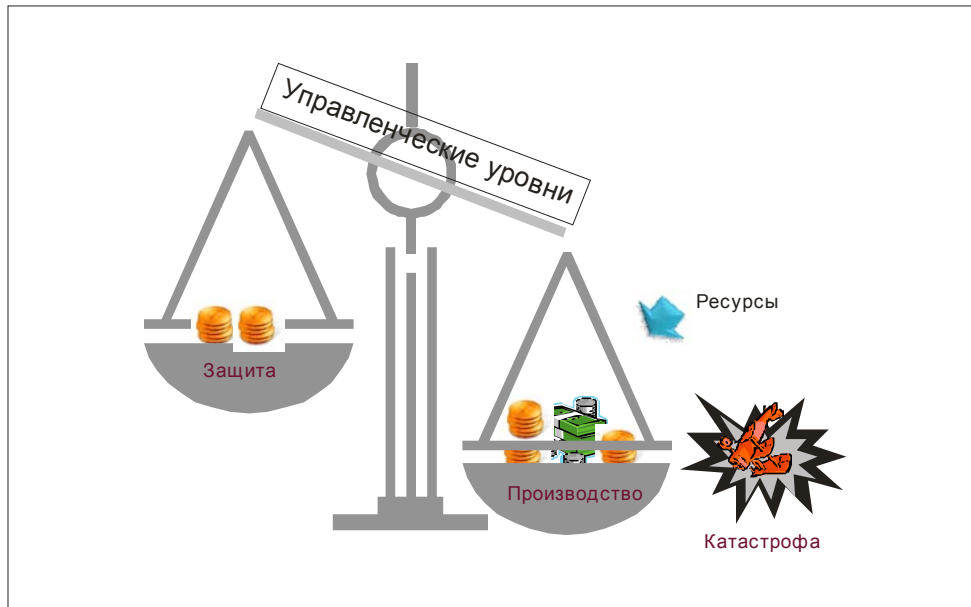 Управленческие уровни
Ресурсы
Защита
Производство
Катастрофа